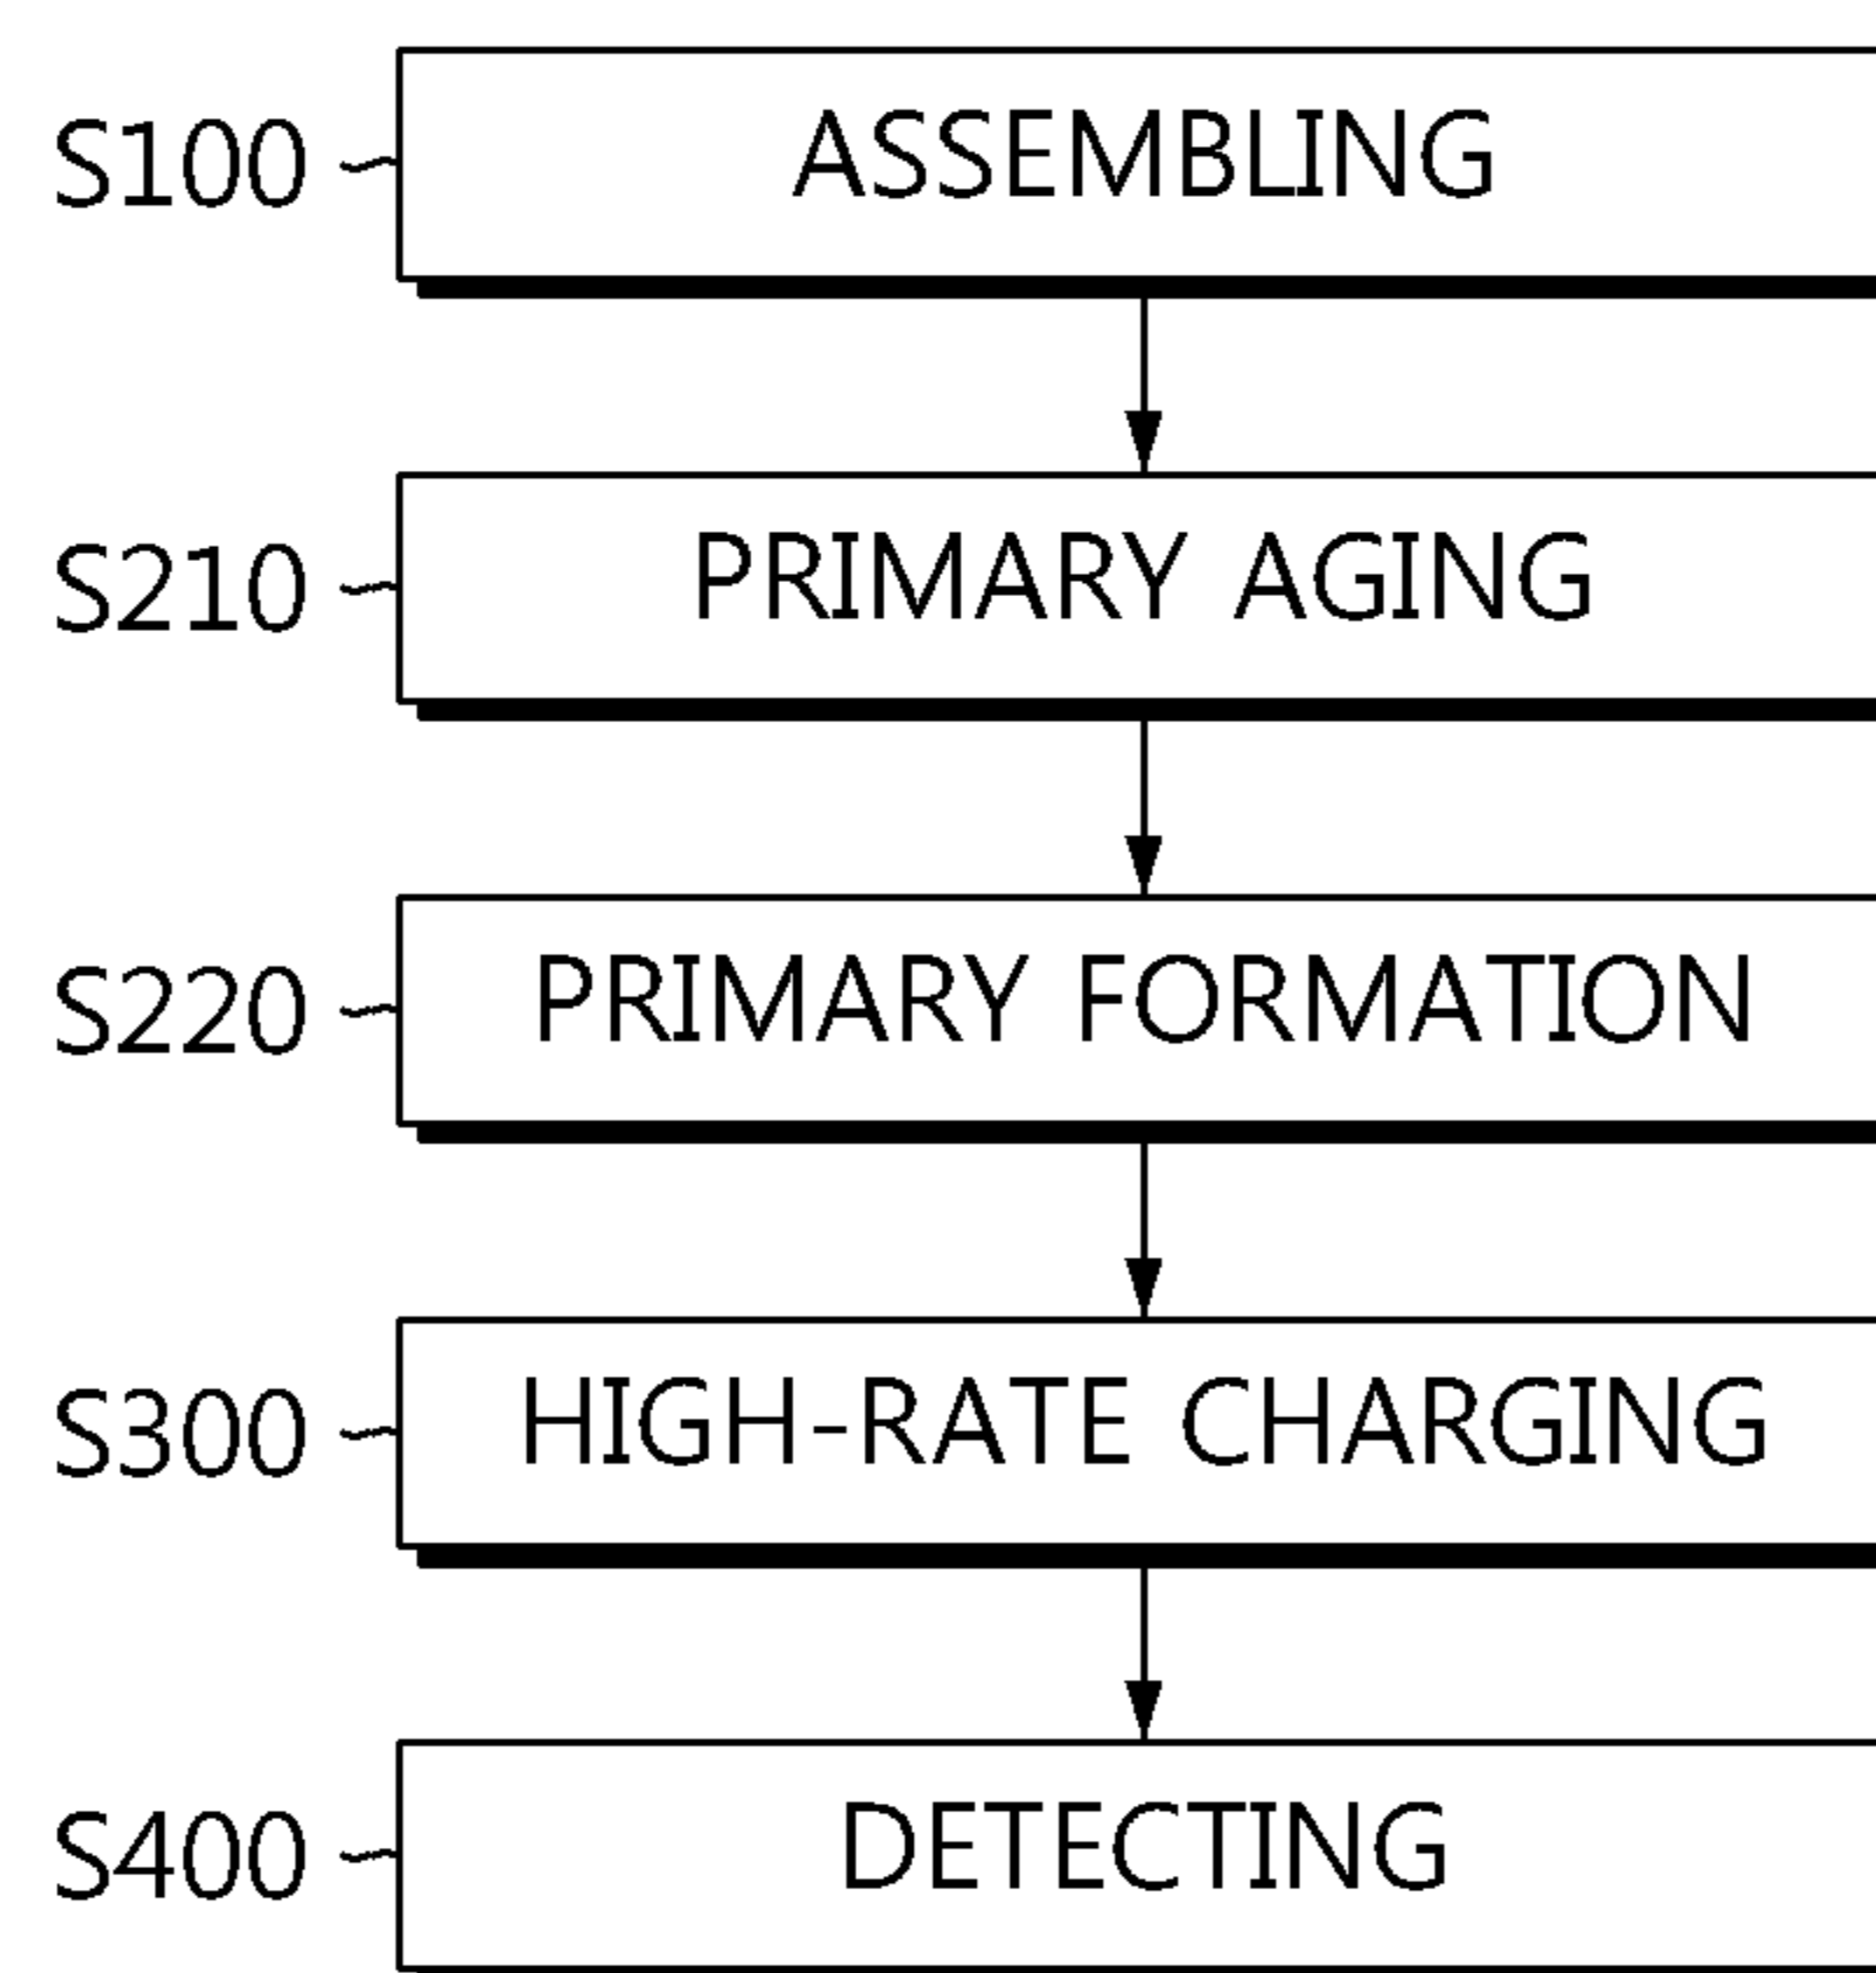 S100 ASSEMBLING
S210 PRIMARY AGING
S220 PRIMARY FORMATION
S300 HIGH-RATE CHARGING
S400 DETECTING